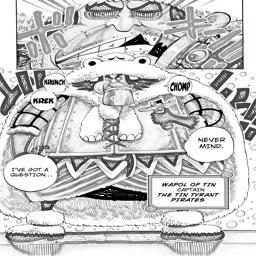 KRUNCH
KREK
CHOMP
NEVER
MIND.
I'VE GOT A
QUESTION...
WAPOL OF TIN
CAPTAIN
THE TIN TYRANT
PIRATES